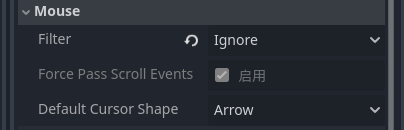 Mouse
Filter Ignore
Force Pass Scroll Events 启用
Default Cursor Shape Arrow